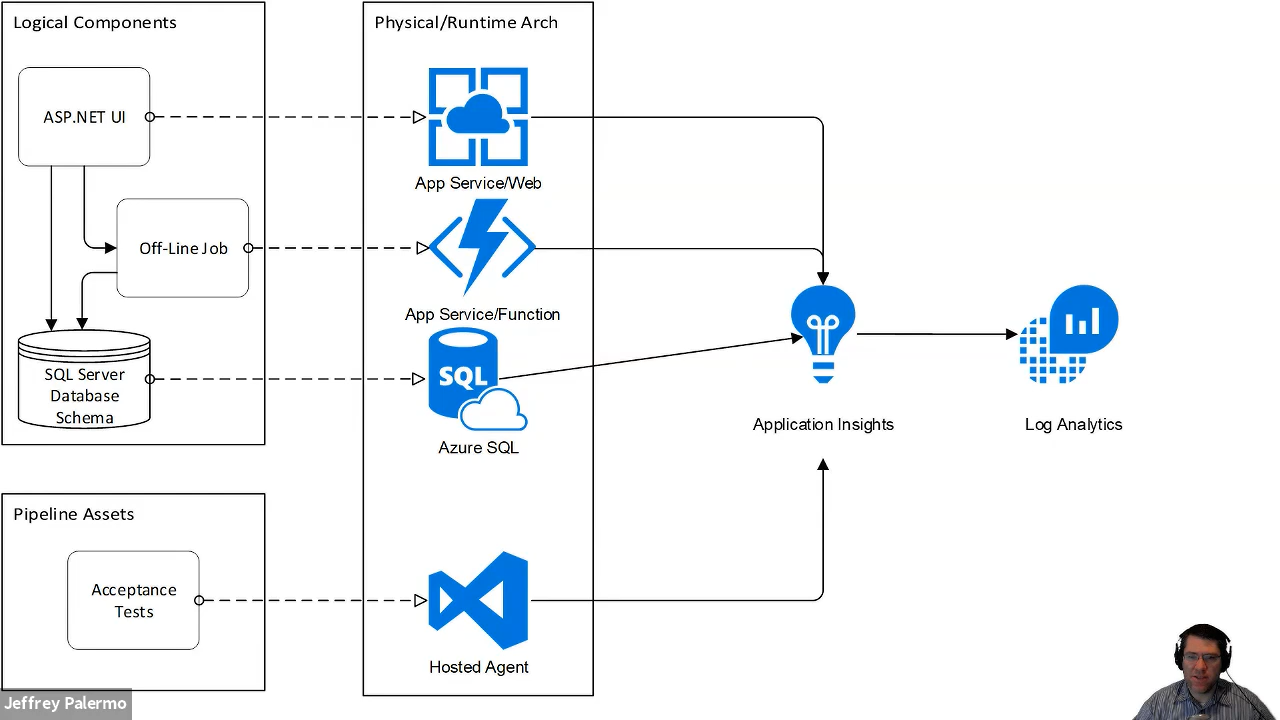 Logical Components
Physical/Runtime Arch
ASP.NET UI
App Service/Web
Off-Line Job
App Service/Function
SQL Server
Database
Schema
SQL
Azure SQL
Application Insights
Log Analytics
Pipeline Assets
Acceptance
Tests
Hosted Agent
Jeffrey Palermo